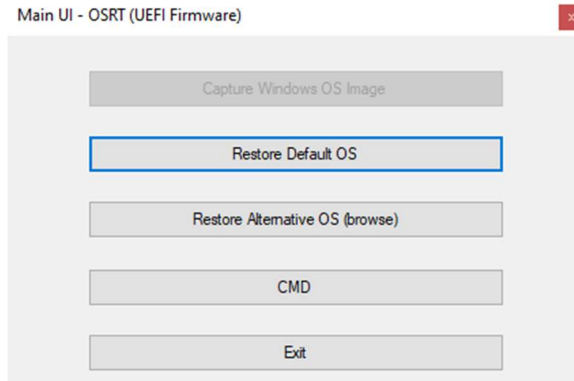 Main UI - OSRT (UEFI Firmware)
Capture Windows OS Image
Restore Default OS
Restore Alternative OS (browse)
CMD
Exit